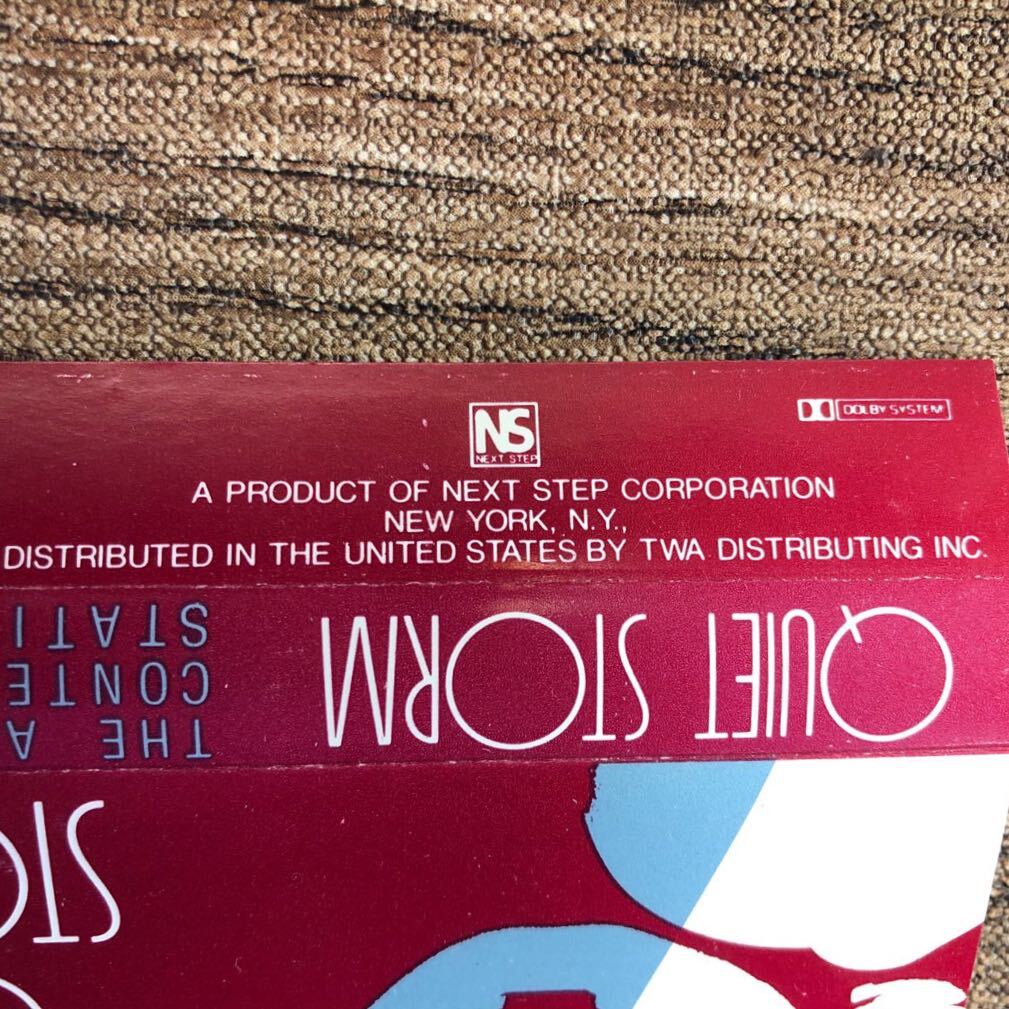 NS
NEXT STEP
DOLBY SYSTEM
A PRODUCT OF NEXT STEP CORPORATION
NEW YORK, N.Y.,
DISTRIBUTED IN THE UNITED STATES BY TWA DISTRIBUTING INC.
QUIET STORM
THE A
CONTE
STATI
STO